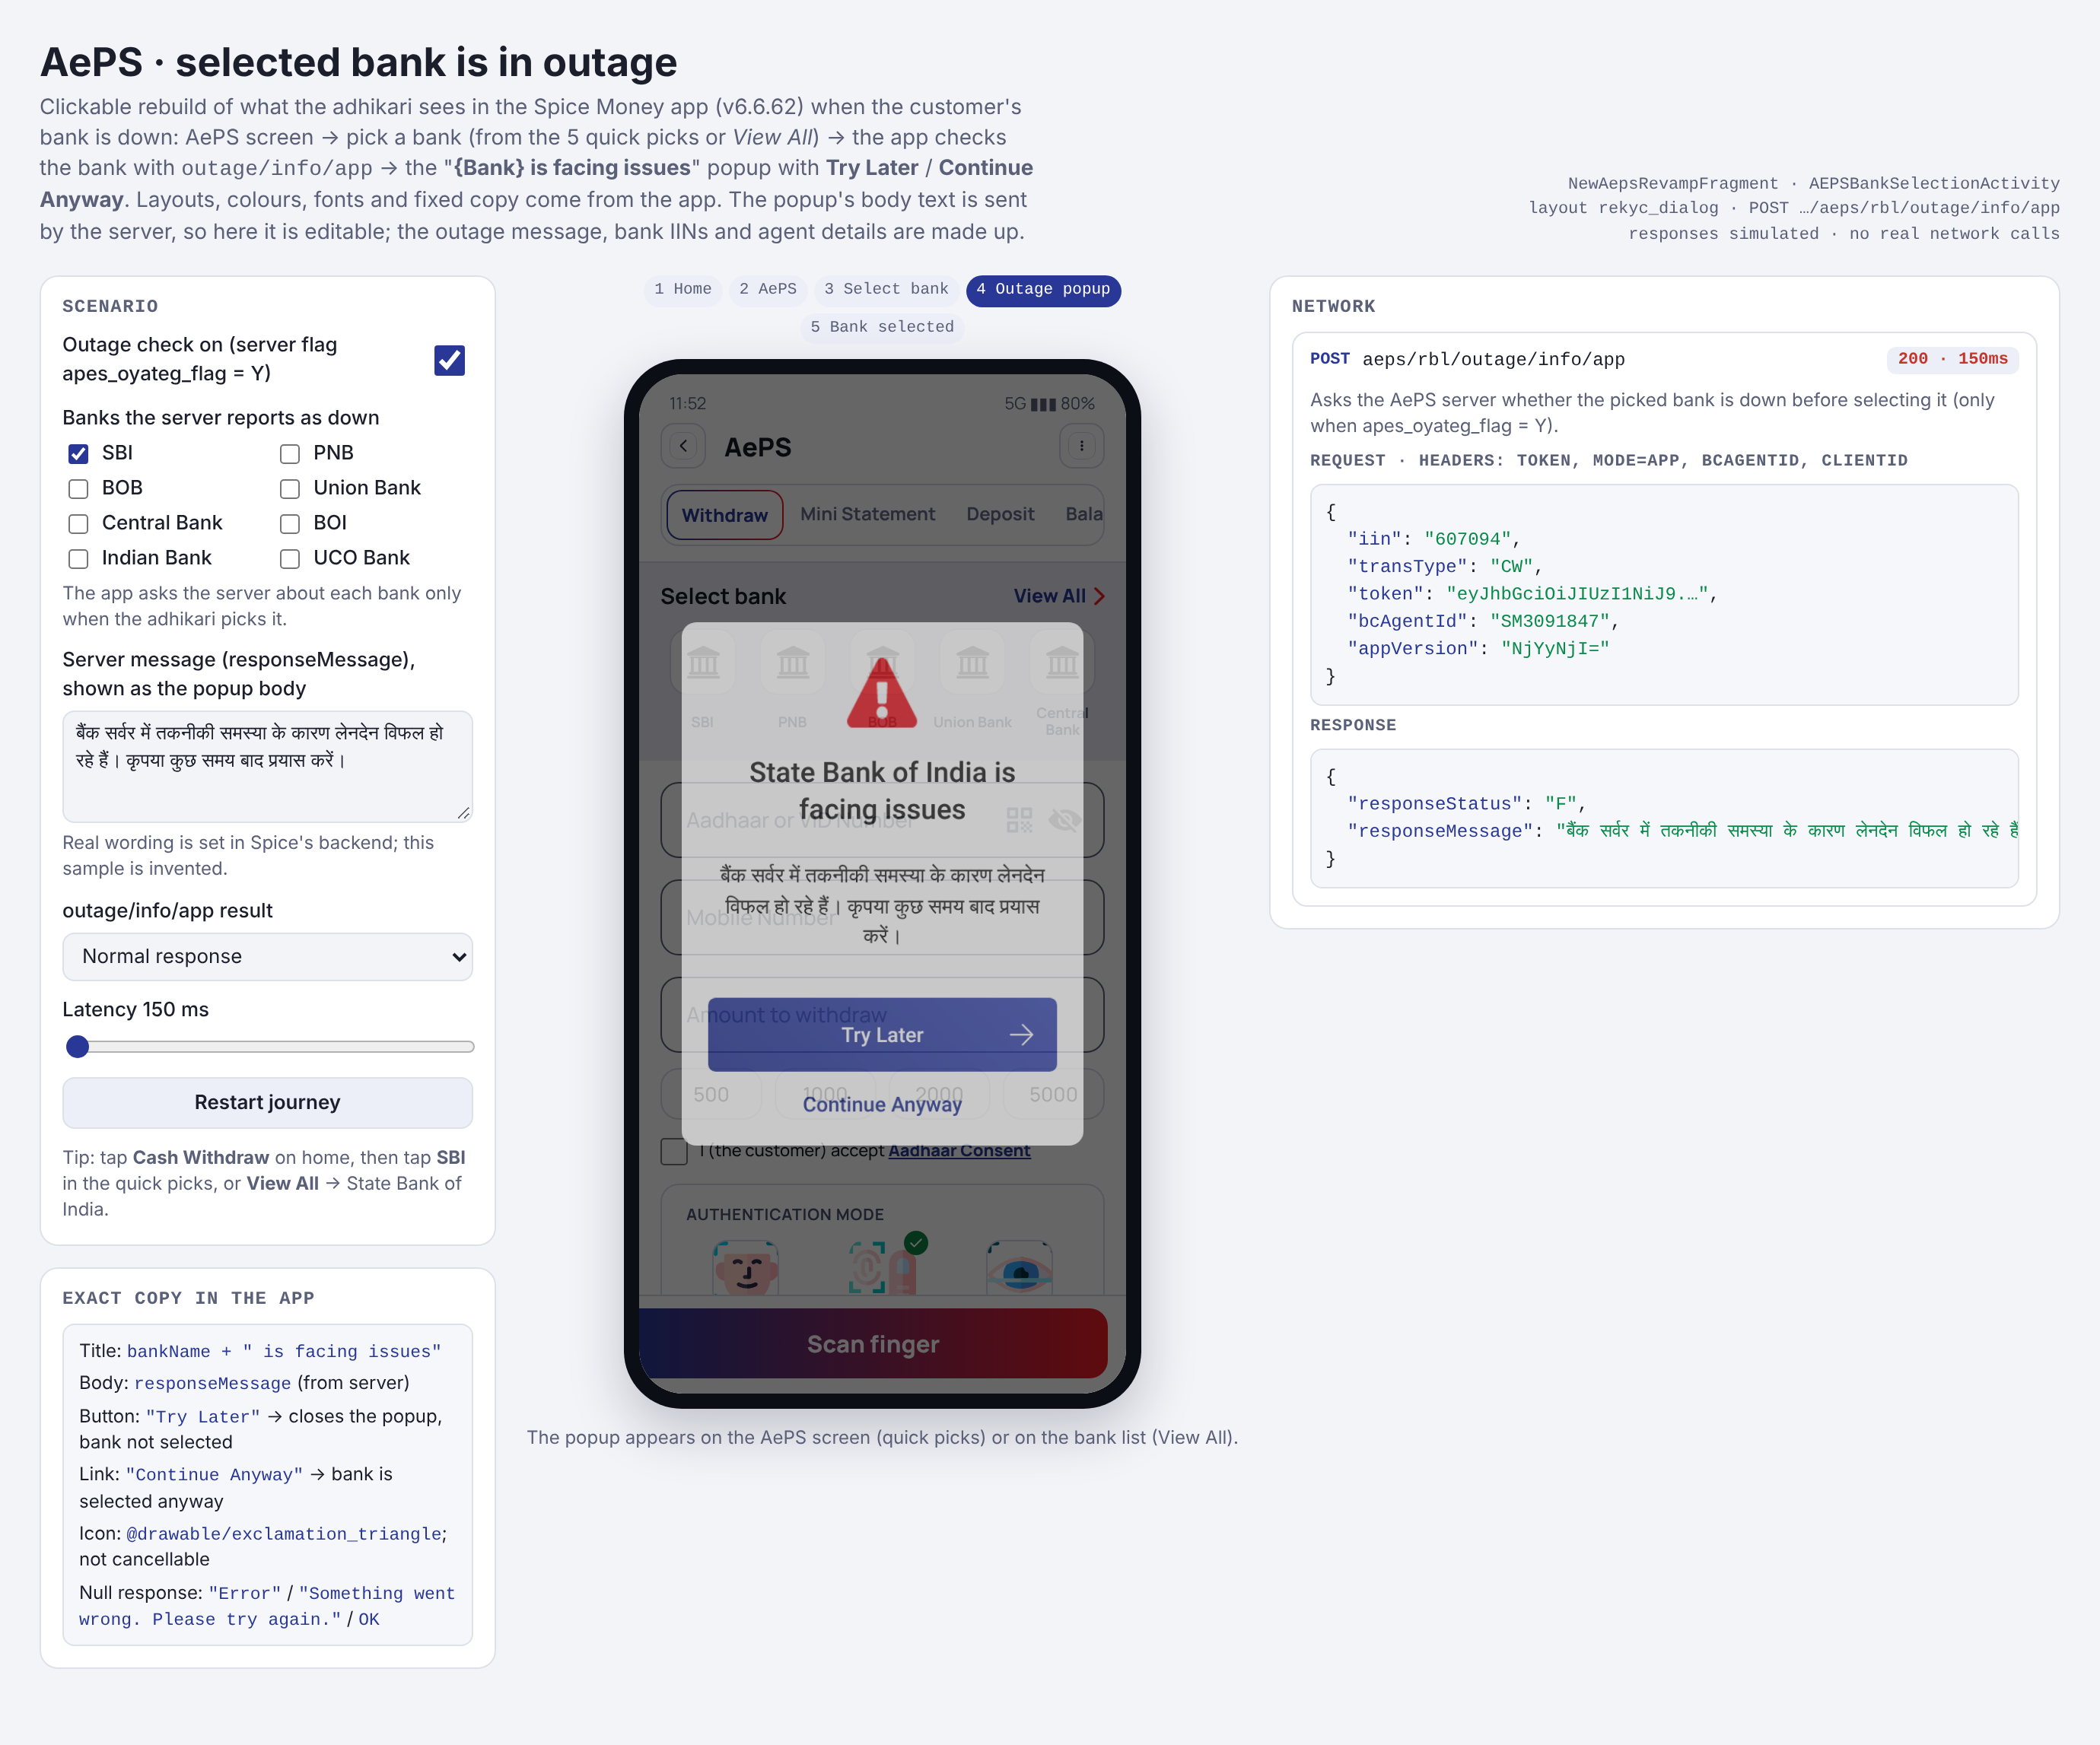 AePS · selected bank is in outage
Clickable rebuild of what the adhikari sees in the Spice Money app (v6.6.62) when the customer's
bank is down: AePS screen → pick a bank (from the 5 quick picks or View All) → the app checks
the bank with outage/info/app → the "{Bank} is facing issues" popup with Try Later / Continue
Anyway. Layouts, colours, fonts and fixed copy come from the app. The popup's body text is sent
by the server, so here it is editable; the outage message, bank IINs and agent details are made up.
NewAepsRevampFragment · AEPSBankSelectionActivity
layout rekyc_dialog · POST …/aeps/rbl/outage/info/app
responses simulated · no real network calls
SCENARIO
Outage check on (server flag
apes_oyateg_flag = Y)
Banks the server reports as down
SBI PNB
BOB Union Bank
Central Bank BOI
Indian Bank UCO Bank
The app asks the server about each bank only
when the adhikari picks it.
Server message (responseMessage),
shown as the popup body
बैंक सर्वर में तकनीकी समस्या के कारण लेनदेन विफल हो
रहे हैं। कृपया कुछ समय बाद प्रयास करें।
Real wording is set in Spice's backend; this
sample is invented.
outage/info/app result
Normal response
Latency 150 ms
Restart journey
Tip: tap Cash Withdraw on home, then tap SBI
in the quick picks, or View All → State Bank of
India.
EXACT COPY IN THE APP
Title: bankName + " is facing issues"
Body: responseMessage (from server)
Button: "Try Later" → closes the popup,
bank not selected
Link: "Continue Anyway" → bank is
selected anyway
Icon: @drawable/exclamation_triangle;
not cancellable
Null response: "Error" / "Something went
wrong. Please try again." / OK
1 Home 2 AePS 3 Select bank 4 Outage popup
5 Bank selected
11:52 5G 80%
AePS
Withdraw Mini Statement Deposit Bala
Select bank View All
SBI PNB BOB Union Bank Central
Bank
State Bank of India is
facing issues
Aadhaar or VID Number
बैंक सर्वर में तकनीकी समस्या के कारण लेनदेन
विफल हो रहे हैं। कृपया कुछ समय बाद प्रयास
करें।
Mobile Number
Amount to withdraw
Try Later
500 1000 2000 5000
Continue Anyway
I (the customer) accept Aadhaar Consent
AUTHENTICATION MODE
Scan finger
The popup appears on the AePS screen (quick picks) or on the bank list (View All).
NETWORK
POST aeps/rbl/outage/info/app 200 · 150ms
Asks the AePS server whether the picked bank is down before selecting it (only
when apes_oyateg_flag = Y).
REQUEST · HEADERS: TOKEN, MODE=APP, BCAGENTID, CLIENTID
{
"iin": "607094",
"transType": "CW",
"token": "eyJhbGciOiJIUzI1NiJ9.…",
"bcAgentId": "SM3091847",
"appVersion": "NjYyNjI="
}
RESPONSE
{
"responseStatus": "F",
"responseMessage": "बैंक सर्वर में तकनीकी समस्या के कारण लेनदेन विफल हो रहे हैं
}